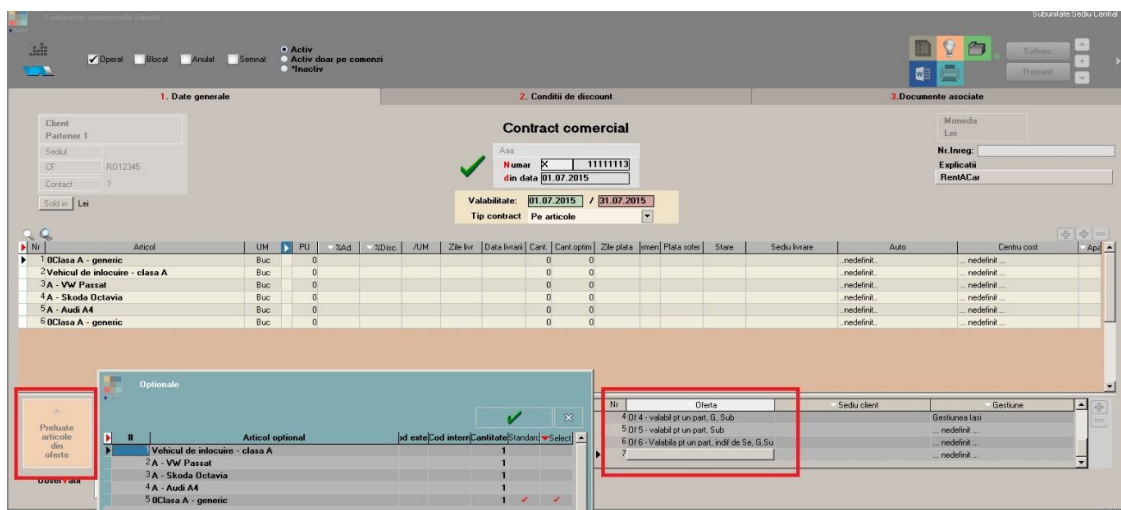 Contracte comerciale clienti
Subunitate:Sediu Central
Operat Blocat Anulat Semnat
Activ
Activ doar pe comenzi
*Inactiv
Salvez
Renunt
1. Date generale 2. Conditii de discount 3.Documente asociate
Client
Partener 1
Sediul
CF. RO12345
Contact ?
Sold in Lei
Contract comercial
Aaa
Numar X 11111113
din data 01.07.2015
Valabilitate: 01.07.2015 / 31.07.2015
Tip contract Pe articole
Moneda
Lei
Nr.Inreg:
Explicatii
RentACar
Nr Articol UM PU %Ad. %Disc. /UM Zile livr Data livrarii Cant. Cant optim Zile plata Plata sofer Stare Sediu livrare Auto Centru cost
1 0Clasa A - generic Buc 0 0 0 ..nedefinit.. ... nedefinit ...
2 Vehicul de inlocuire - clasa A Buc 0 0 0 ..nedefinit.. ... nedefinit ...
3 A - VW Passat Buc 0 0 0 ..nedefinit.. ... nedefinit ...
4 A - Skoda Octavia Buc 0 0 0 ..nedefinit.. ... nedefinit ...
5 A - Audi A4 Buc 0 0 0 ..nedefinit.. ... nedefinit ...
6 0Clasa A - generic Buc 0 0 0 ..nedefinit.. ... nedefinit ...
Preluate
articole
din
oferte
Observatii
Optionale
# Articol optional Cod intern Cantitate Standard Select
Vehicul de inlocuire - clasa A 1
2 A - VW Passat 1
3 A - Skoda Octavia 1
4 A - Audi A4 1
5 0Clasa A - generic 1
Nr Oferta Sediu client Gestiune
4 Of 4 - valabil pt un part, G, Sub Gestiunea Iasi
5 Of 5 - valabil pt un part, Sub ... nedefinit ...
6 Of 6 - Valabila pt un part, indif de Se, G,Su ... nedefinit ...
7 ... nedefinit ...